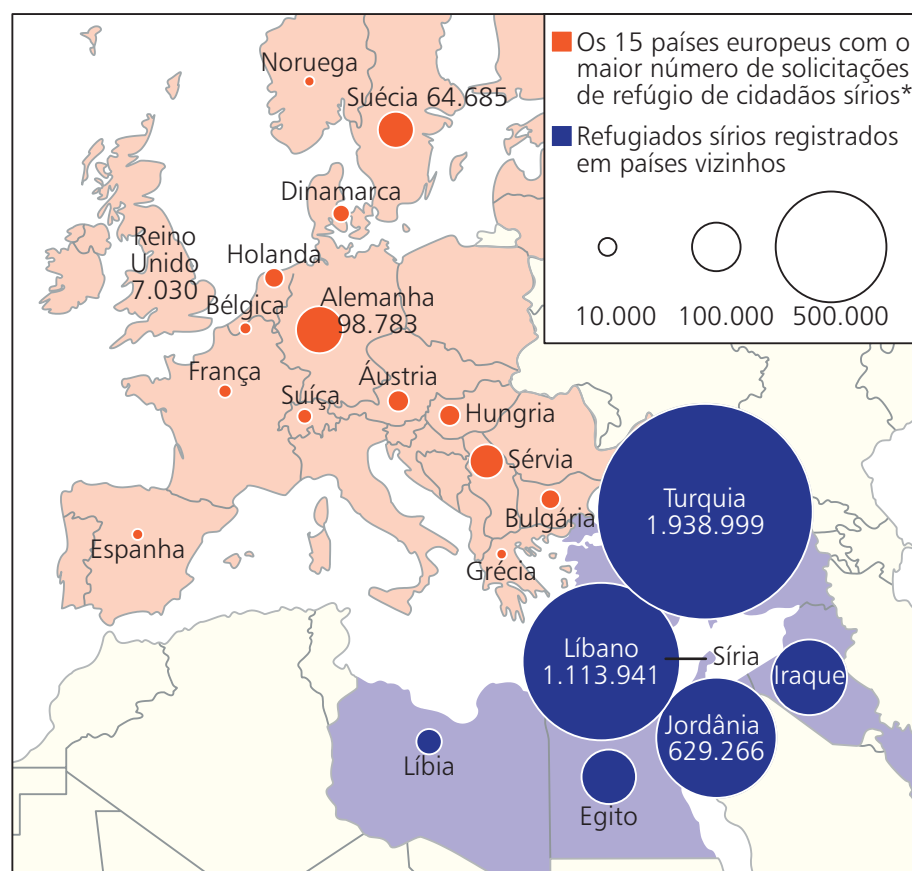 Os 15 países europeus com o
maior número de solicitações
de refúgio de cidadãos sírios*
Refugiados sírios registrados
em países vizinhos
10.000
100.000
500.000
Noruega
Suécia 64.685
Dinamarca
Reino
Unido
7.030
Holanda
Bélgica
Alemanha
98.783
França
Suíça
Áustria
Hungria
Sérvia
Bulgária
Espanha
Grécia
Turquia
1.938.999
Líbano
1.113.941
Síria
Iraque
Jordânia
629.266
Líbia
Egito